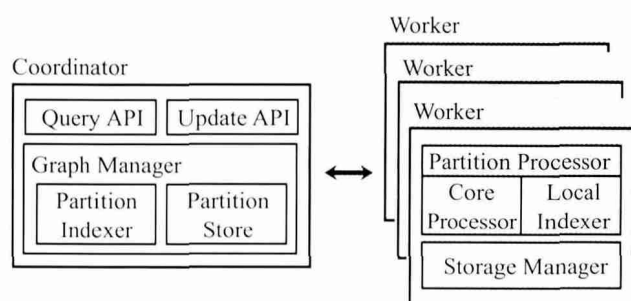 Coordinator
Query API
Update API
Graph Manager
Partition
Indexer
Partition
Store
Worker
Worker
Worker
Partition Processor
Core
Processor
Local
Indexer
Storage Manager